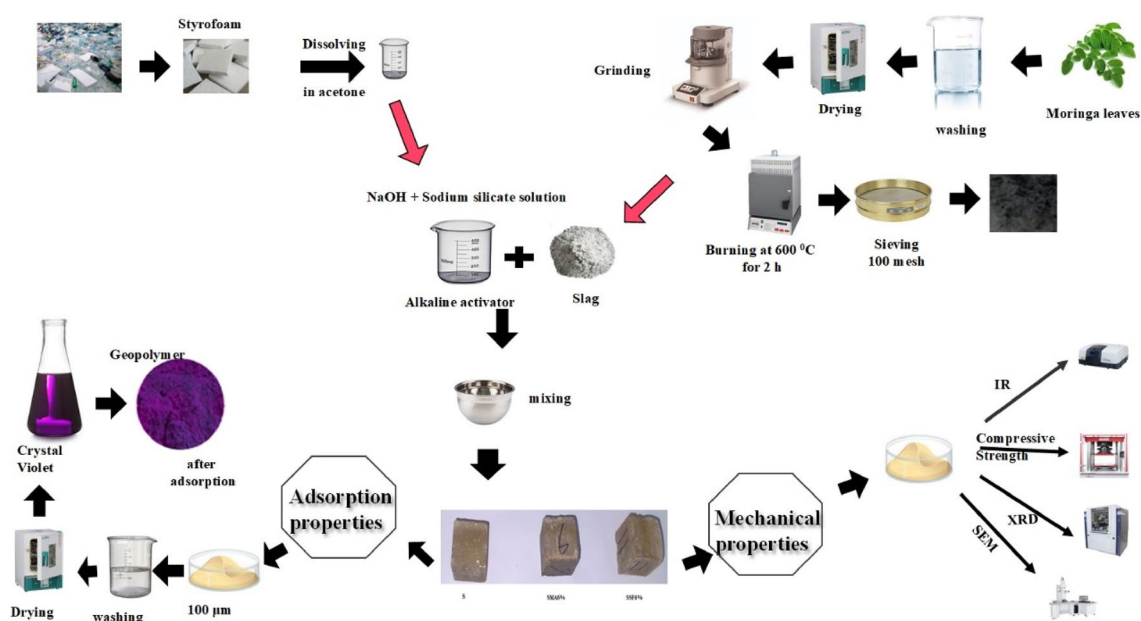 Styrofoam
Dissolving
in acetone
Grinding
Drying
washing
Moringa leaves
NaOH + Sodium silicate solution
Alkaline activator
Slag
Burning at 600 ⁰C
for 2 h
Sieving
100 mesh
mixing
Geopolymer
after
adsorption
Crystal
Violet
Drying
washing
100 µm
Adsorption
properties
S
SMA6%
SSF6%
Mechanical
properties
IR
Compressive
Strength
XRD
SEM